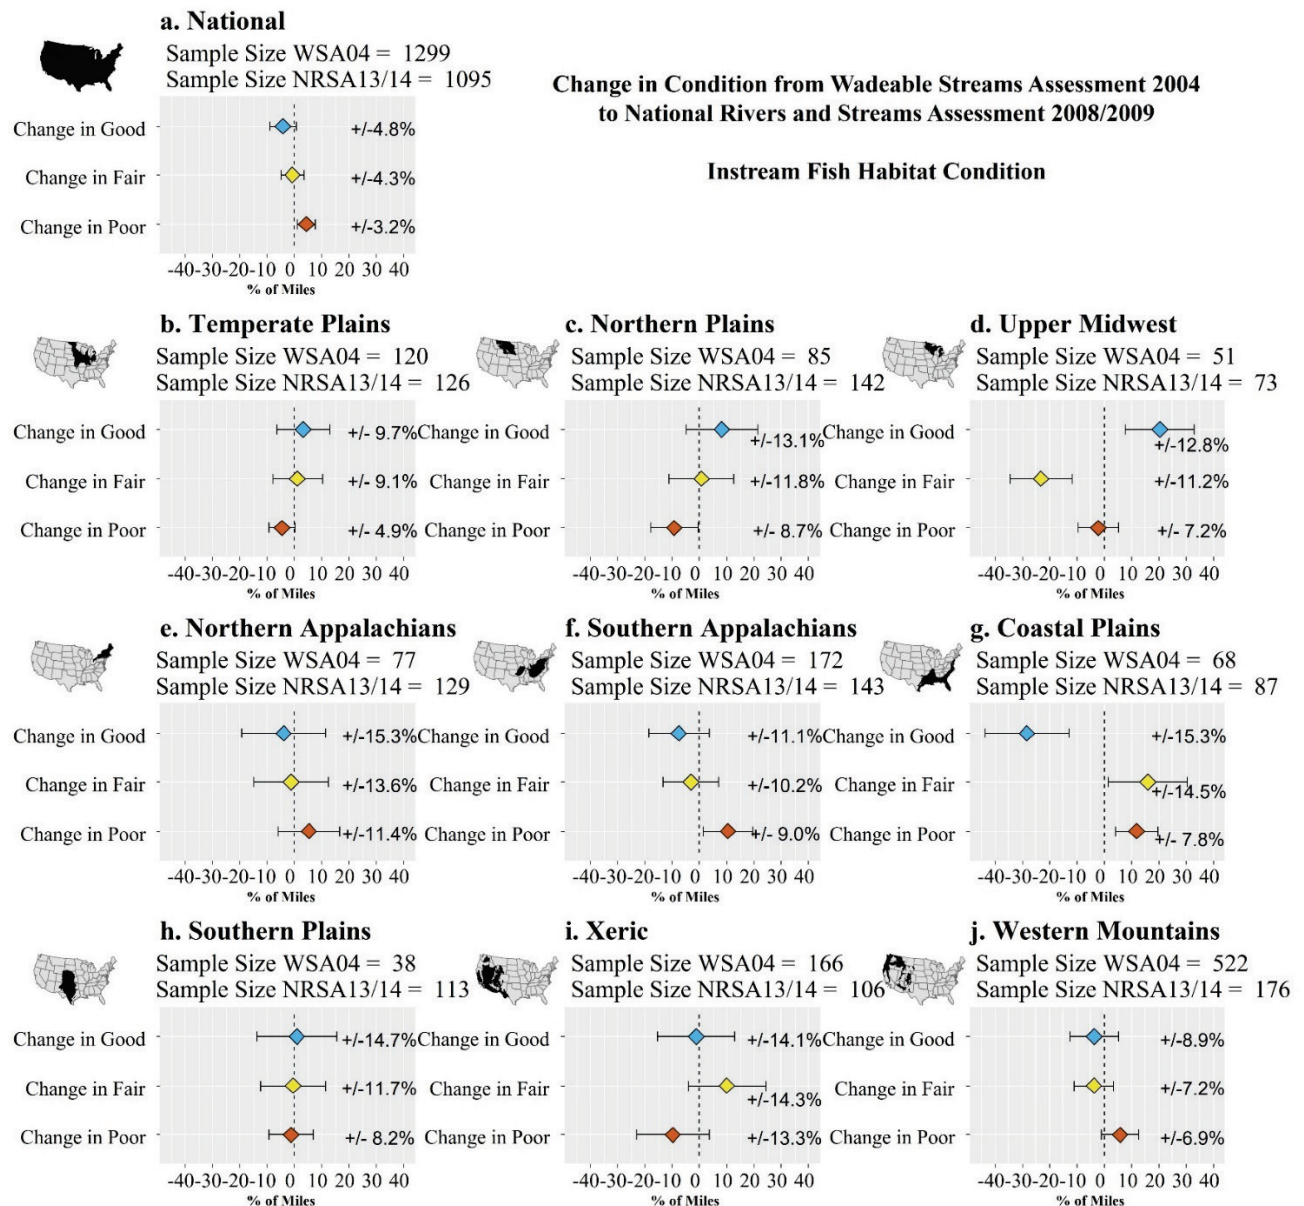 a. National
Sample Size WSA04 = 1299
Sample Size NRSA13/14 = 1095
Change in Condition from Wadeable Streams Assessment 2004
to National Rivers and Streams Assessment 2008/2009
Instream Fish Habitat Condition
Change in Good +/-4.8%
Change in Fair +/-4.3%
Change in Poor +/-3.2%
-40-30-20-10 0 10 20 30 40
% of Miles
b. Temperate Plains
Sample Size WSA04 = 120
Sample Size NRSA13/14 = 126
Change in Good +/- 9.7%
Change in Fair +/- 9.1%
Change in Poor +/- 4.9%
-40-30-20-10 0 10 20 30 40
% of Miles
c. Northern Plains
Sample Size WSA04 = 85
Sample Size NRSA13/14 = 142
Change in Good +/-13.1%
Change in Fair +/-11.8%
Change in Poor +/- 8.7%
-40-30-20-10 0 10 20 30 40
% of Miles
d. Upper Midwest
Sample Size WSA04 = 51
Sample Size NRSA13/14 = 73
Change in Good +/-12.8%
Change in Fair +/-11.2%
Change in Poor +/- 7.2%
-40-30-20-10 0 10 20 30 40
% of Miles
e. Northern Appalachians
Sample Size WSA04 = 77
Sample Size NRSA13/14 = 129
Change in Good +/-15.3%
Change in Fair +/-13.6%
Change in Poor +/-11.4%
-40-30-20-10 0 10 20 30 40
% of Miles
f. Southern Appalachians
Sample Size WSA04 = 172
Sample Size NRSA13/14 = 143
Change in Good +/-11.1%
Change in Fair +/-10.2%
Change in Poor +/- 9.0%
-40-30-20-10 0 10 20 30 40
% of Miles
g. Coastal Plains
Sample Size WSA04 = 68
Sample Size NRSA13/14 = 87
Change in Good +/-15.3%
Change in Fair +/-14.5%
Change in Poor +/- 7.8%
-40-30-20-10 0 10 20 30 40
% of Miles
h. Southern Plains
Sample Size WSA04 = 38
Sample Size NRSA13/14 = 113
Change in Good +/-14.7%
Change in Fair +/-11.7%
Change in Poor +/- 8.2%
-40-30-20-10 0 10 20 30 40
% of Miles
i. Xeric
Sample Size WSA04 = 166
Sample Size NRSA13/14 = 106
Change in Good +/-14.1%
Change in Fair +/-14.3%
Change in Poor +/-13.3%
-40-30-20-10 0 10 20 30 40
% of Miles
j. Western Mountains
Sample Size WSA04 = 522
Sample Size NRSA13/14 = 176
Change in Good +/-8.9%
Change in Fair +/-7.2%
Change in Poor +/-6.9%
-40-30-20-10 0 10 20 30 40
% of Miles